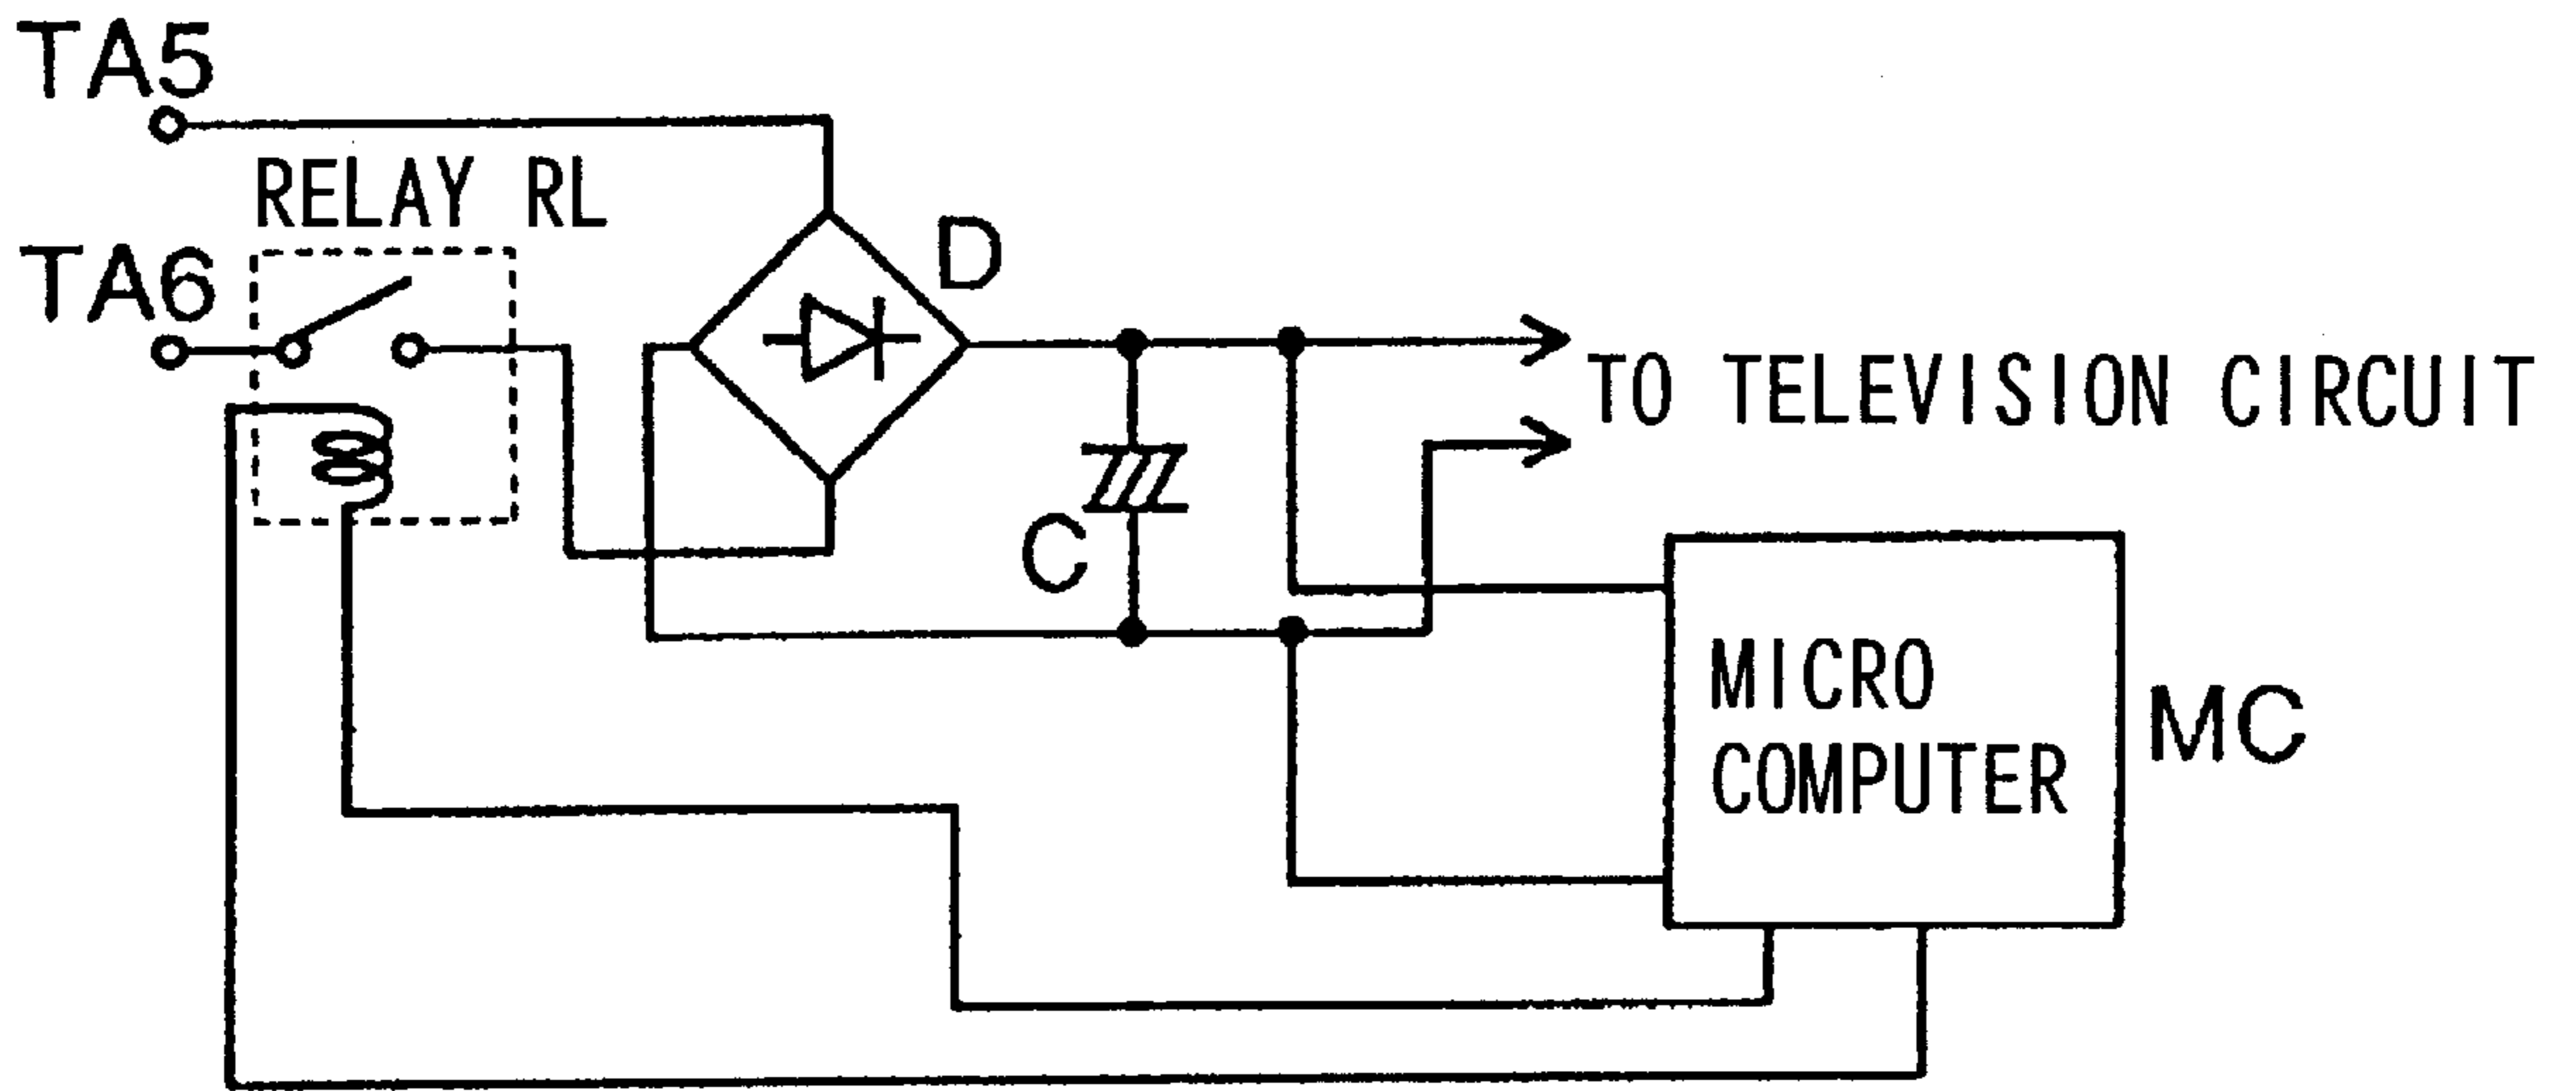 TA5
RELAY RL
TA6
D
TO TELEVISION CIRCUIT
C
MICRO
COMPUTER
MC